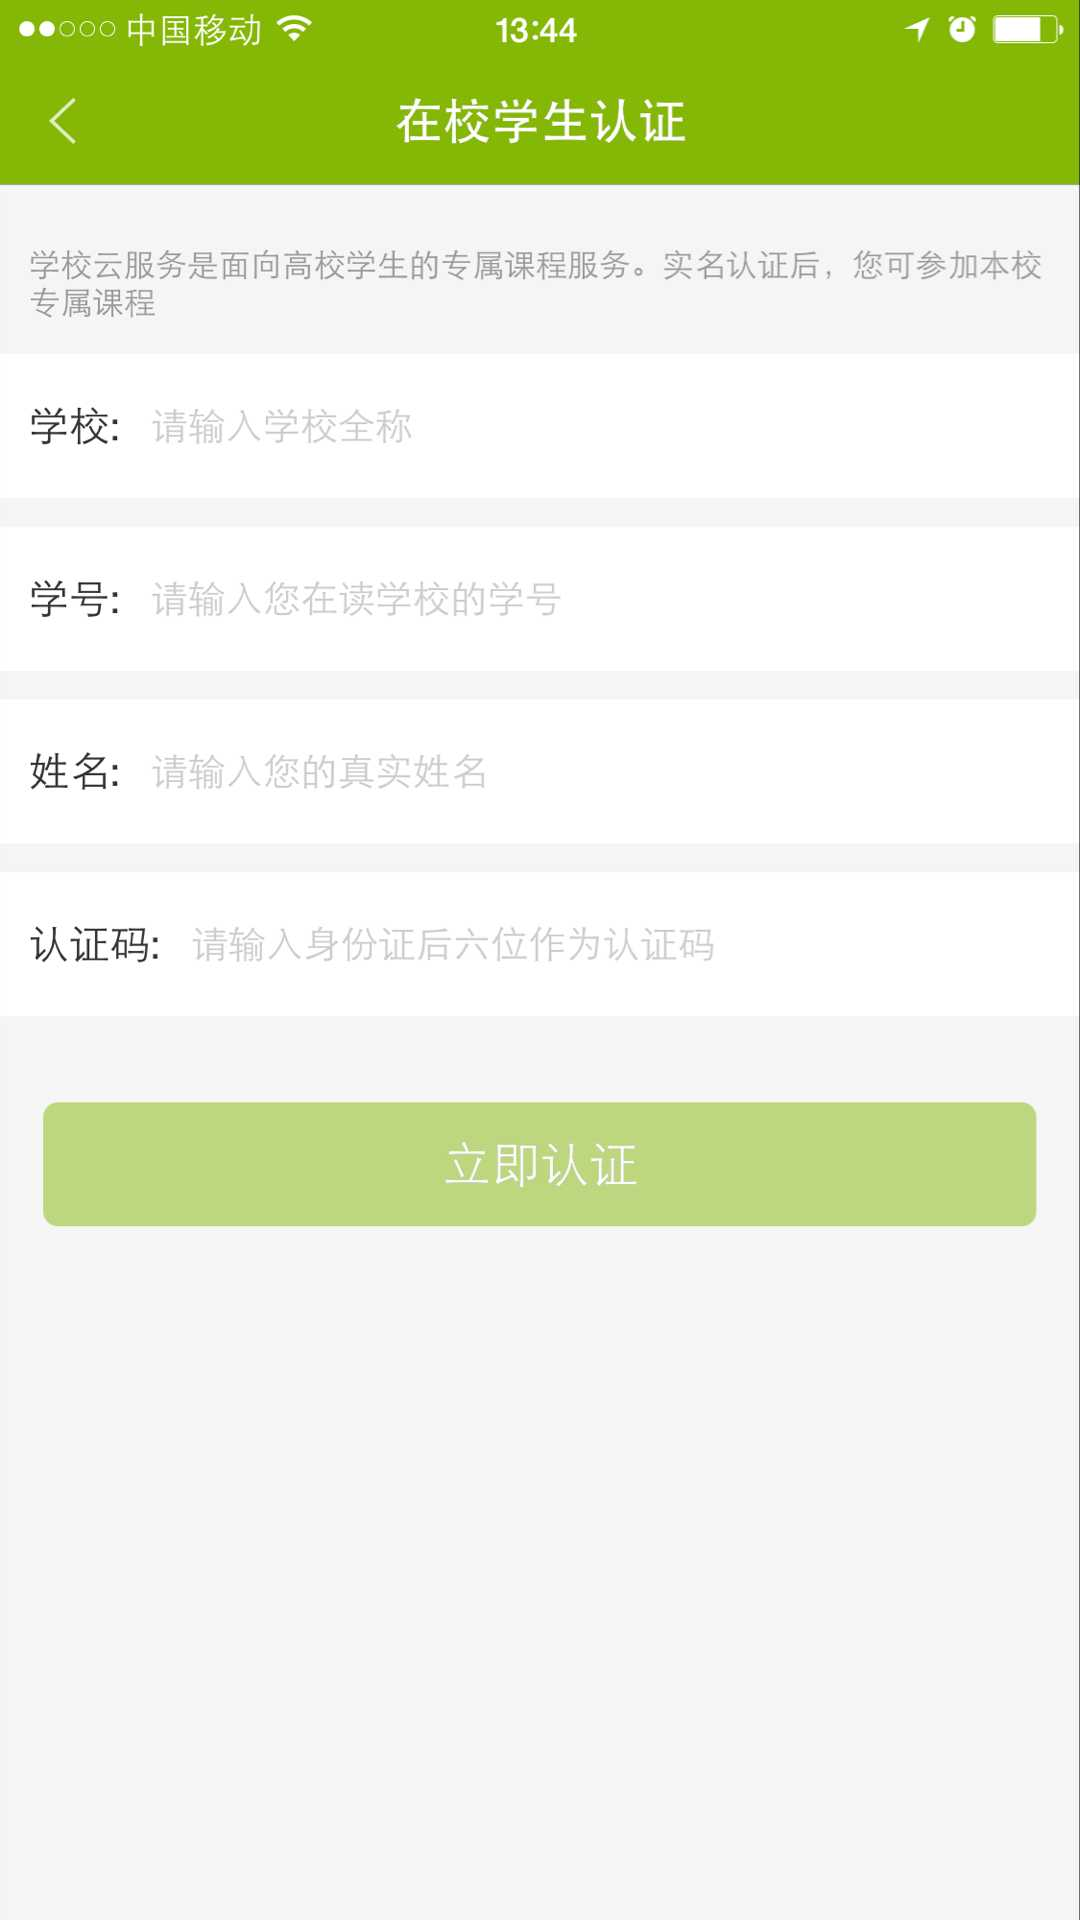 中国移动
13:44
在校学生认证
学校云服务是面向高校学生的专属课程服务。实名认证后，您可参加本校
专属课程
学校: 请输入学校全称
学号: 请输入您在读学校的学号
姓名: 请输入您的真实姓名
认证码: 请输入身份证后六位作为认证码
立即认证